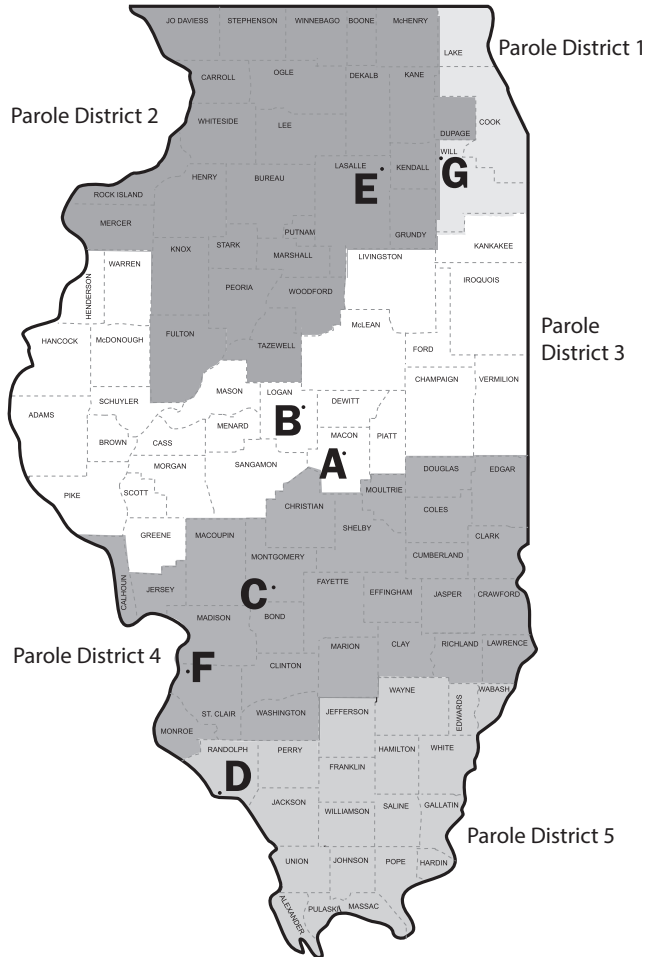 JO DAVIESS
STEPHENSON
WINNEBAGO
BOONE
McHENRY
LAKE
Parole District 1
CARROLL
OGLE
DEKALB
KANE
Parole District 2
WHITESIDE
LEE
COOK
DUPAGE
WILL
G
LASALLE
E
KENDALL
HENRY
BUREAU
ROCK ISLAND
MERCER
PUTNAM
GRUNDY
KNOX
STARK
MARSHALL
KANKAKEE
LIVINGSTON
WARREN
HENDERSON
IROQUOIS
PEORIA
WOODFORD
McLEAN
Parole
District 3
HANCOCK
McDONOUGH
FULTON
TAZEWELL
FORD
CHAMPAIGN
VERMILION
MASON
LOGAN
DEWITT
SCHUYLER
ADAMS
B
MENARD
MACON
PIATT
BROWN
CASS
A
MORGAN
SANGAMON
DOUGLAS
EDGAR
PIKE
SCOTT
MOULTRIE
CHRISTIAN
COLES
SHELBY
GREENE
MACOUPIN
CLARK
MONTGOMERY
CUMBERLAND
CALHOUN
JERSEY
C
FAYETTE
EFFINGHAM
JASPER
CRAWFORD
MADISON
BOND
Parole District 4
F
MARION
CLAY
RICHLAND
LAWRENCE
CLINTON
WAYNE
WABASH
EDWARDS
ST. CLAIR
WASHINGTON
JEFFERSON
MONROE
RANDOLPH
PERRY
HAMILTON
WHITE
D
FRANKLIN
JACKSON
WILLIAMSON
SALINE
GALLATIN
Parole District 5
UNION
JOHNSON
POPE
HARDIN
ALEXANDER
PULASKI
MASSAC